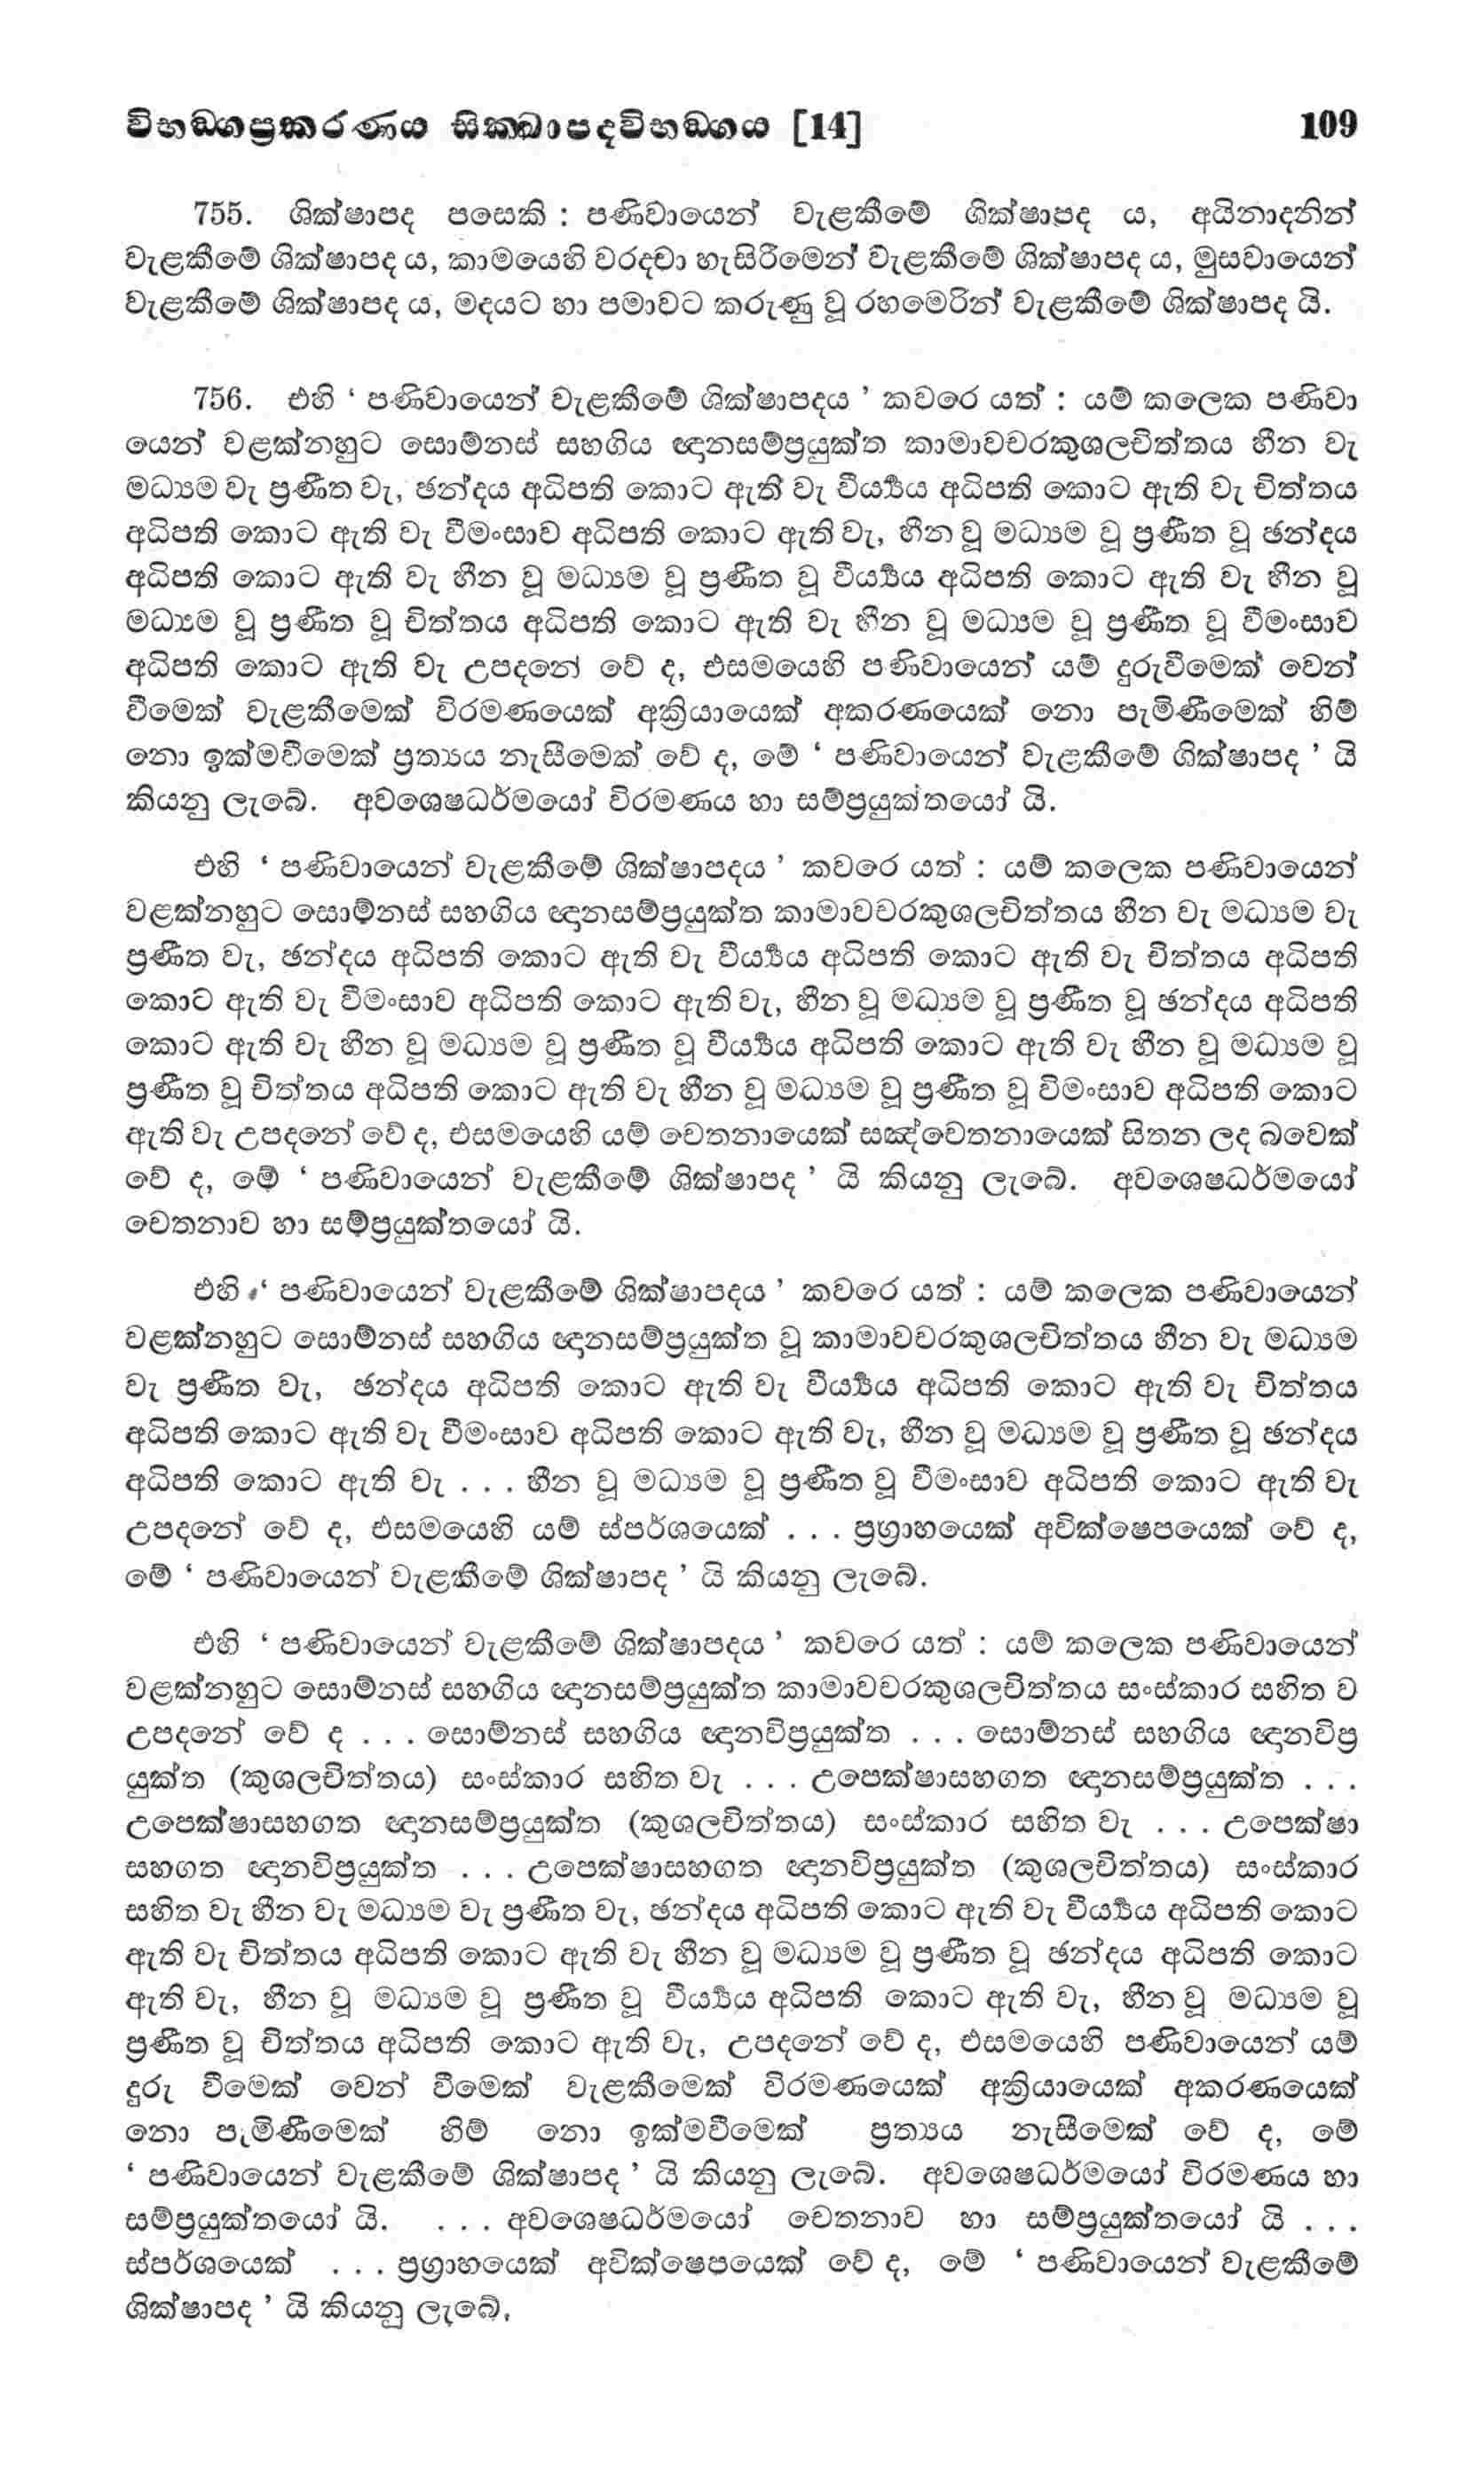 විභඞගප්‍රකරණය සිකඛාපදවිභඞගය [14] 109
755. ශික්ෂාපද පසෙකි : පණිවායෙන් වැළකීමේ ශික්ෂාපද ය, අයිනාදනින්
වැළකීමේ ශික්ෂාපද ය, කාමයෙහි වරදවා හැසිරීමෙන් වැළකීමේ ශික්ෂාපද ය, මුසවායෙන්
වැළකීමේ ශික්ෂාපද ය, මදයට හා පමාවට කරුණු වූ රහමෙරින් වැළකීමේ ශික්ෂාපද යි.
756. එහි ‘ පණිවායෙන් වැළකීමේ ශික්ෂාපදය ’ කවරෙ යත් : යම් කලෙක පණිවා
යෙන් වළක්නහුට සොම්නස් සහගිය ඥානසම්ප්‍රයුක්ත කාමාවචරකුශලචිත්තය හීන වැ
මධ්‍යම වැ ප්‍රණීත වැ, ඡන්දය අධිපති කොට ඇති වැ වීර්‍ය්‍යය අධිපති කොට ඇති වැ චිත්තය
අධිපති කොට ඇති වැ වීමංසාව අධිපති කොට ඇති වැ, හීන වූ මධ්‍යම වූ ප්‍රණීත වූ ඡන්දය
අධිපති කොට ඇති වැ හීන වූ මධ්‍යම වූ ප්‍රණීත වූ වීර්‍ය්‍යය අධිපති කොට ඇති වැ හීන වූ
මධ්‍යම වූ ප්‍රණීත වූ චිත්තය අධිපති කොට ඇති වැ හීන වූ මධ්‍යම වූ ප්‍රණීත වූ වීමංසාව
අධිපති කොට ඇති වැ උපදනේ වේ ද, එසමයෙහි පණිවායෙන් යම් දුරුවීමෙක් වෙන්
වීමෙක් වැළකීමෙක් විරමණයෙක් අක්‍රියායෙක් අකරණයෙක් නො පැමිණීමෙක් හිම්
නො ඉක්මවීමෙක් ප්‍රත්‍යය නැසීමෙක් වේ ද, මේ ‘ පණිවායෙන් වැළකීමේ ශික්ෂාපද ’ යි
කියනු ලැබේ. අවශෙෂධර්මයෝ විරමණය හා සම්ප්‍රයුක්තයෝ යි.
එහි ‘ පණිවායෙන් වැළකීමේ ශික්ෂාපදය ’ කවරෙ යත් : යම් කලෙක පණිවායෙන්
වළක්නහුට සොම්නස් සහගිය ඥානසම්ප්‍රයුක්ත කාමාවචරකුශලචිත්තය හීන වැ මධ්‍යම වැ
ප්‍රණීත වැ, ඡන්දය අධිපති කොට ඇති වැ වීර්‍ය්‍යය අධිපති කොට ඇති වැ චිත්තය අධිපති
කොට ඇති වැ වීමංසාව අධිපති කොට ඇති වැ, හීන වූ මධ්‍යම වූ ප්‍රණීත වූ ඡන්දය අධිපති
කොට ඇති වැ හීන වූ මධ්‍යම වූ ප්‍රණීත වූ වීර්‍ය්‍යය අධිපති කොට ඇති වැ හීන වූ මධ්‍යම වූ
ප්‍රණීත වූ චිත්තය අධිපති කොට ඇති වැ හීන වූ මධ්‍යම වූ ප්‍රණීත වූ විමංසාව අධිපති කොට
ඇති වැ උපදනේ වේ ද, එසමයෙහි යම් චෙතනායෙක් සඤ්චෙතනායෙක් සිතන ලද බවෙක්
වේ ද, මේ ‘ පණිවායෙන් වැළකීමේ ශික්ෂාපද ’ යි කියනු ලැබේ. අවශෙෂධර්මයෝ
චෙතනාව හා සම්ප්‍රයුක්තයෝ යි.
එහි ‘ පණිවායෙන් වැළකීමේ ශික්ෂාපදය ’ කවරෙ යත් : යම් කලෙක පණිවායෙන්
වළක්නහුට සොම්නස් සහගිය ඥානසම්ප්‍රයුක්ත වූ කාමාවචරකුශලචිත්තය හීන වැ මධ්‍යම
වැ ප්‍රණීත වැ, ඡන්දය අධිපති කොට ඇති වැ වීර්‍ය්‍යය අධිපති කොට ඇති වැ චිත්තය
අධිපති කොට ඇති වැ වීමංසාව අධිපති කොට ඇති වැ, හීන වූ මධ්‍යම වූ ප්‍රණීත වූ ඡන්දය
අධිපති කොට ඇති වැ . . . හීන වූ මධ්‍යම වූ ප්‍රණීත වූ වීමංසාව අධිපති කොට ඇති වැ
උපදනේ වේ ද, එසමයෙහි යම් ස්පර්ශයෙක් . . . ප්‍රග්‍රාහයෙක් අවික්ෂෙපයෙක් වේ ද,
මේ ‘ පණිවායෙන් වැළකීමේ ශික්ෂාපද ’ යි කියනු ලැබේ.
එහි ‘ පණිවායෙන් වැළකීමේ ශික්ෂාපදය ’ කවරෙ යත් : යම් කලෙක පණිවායෙන්
වළක්නහුට සොම්නස් සහගිය ඥානසම්ප්‍රයුක්ත කාමාවචරකුශලචිත්තය සංස්කාර සහිත ව
උපදනේ වේ ද . . . සොම්නස් සහගිය ඥානවිප්‍රයුක්ත . . . සොම්නස් සහගිය ඥානවිප්‍ර
යුක්ත (කුශලචිත්තය) සංස්කාර සහිත වැ . . . උපෙක්ෂාසහගත ඥානසම්ප්‍රයුක්ත . . .
උපෙක්ෂාසහගත ඥානසම්ප්‍රයුක්ත (කුශලචිත්තය) සංස්කාර සහිත වැ . . . උපෙක්ෂා
සහගත ඥානවිප්‍රයුක්ත . . . උපෙක්ෂාසහගත ඥානවිප්‍රයුක්ත (කුශලචිත්තය) සංස්කාර
සහිත වැ හීන වැ මධ්‍යම වැ ප්‍රණීත වැ, ඡන්දය අධිපති කොට ඇති වැ වීර්‍ය්‍යය අධිපති කොට
ඇති වැ චිත්තය අධිපති කොට ඇති වැ හීන වූ මධ්‍යම වූ ප්‍රණීත වූ ඡන්දය අධිපති කොට
ඇති වැ, හීන වූ මධ්‍යම වූ ප්‍රණීත වූ වීර්‍ය්‍යය අධිපති කොට ඇති වැ, හීන වූ මධ්‍යම වූ
ප්‍රණීත වූ චිත්තය අධිපති කොට ඇති වැ, උපදනේ වේ ද, එසමයෙහි පණිවායෙන් යම්
දුරු වීමෙක් වෙන් වීමෙක් වැළකීමෙක් විරමණයෙක් අක්‍රියායෙක් අකරණයෙක්
නො පැමිණීමෙක් හිම් නො ඉක්මවීමෙක් ප්‍රත්‍යය නැසීමෙක් වේ ද, මේ
‘ පණිවායෙන් වැළකීමේ ශික්ෂාපද ’ යි කියනු ලැබේ. අවශෙෂධර්මයෝ විරමණය හා
සම්ප්‍රයුක්තයෝ යි. . . . අවශෙෂධර්මයෝ චෙතනාව හා සම්ප්‍රයුක්තයෝ යි . . .
ස්පර්ශයෙක් . . . ප්‍රග්‍රාහයෙක් අවික්ෂෙපයෙක් වේ ද, මේ ‘ පණිවායෙන් වැළකීමේ
ශික්ෂාපද ’ යි කියනු ලැබේ.